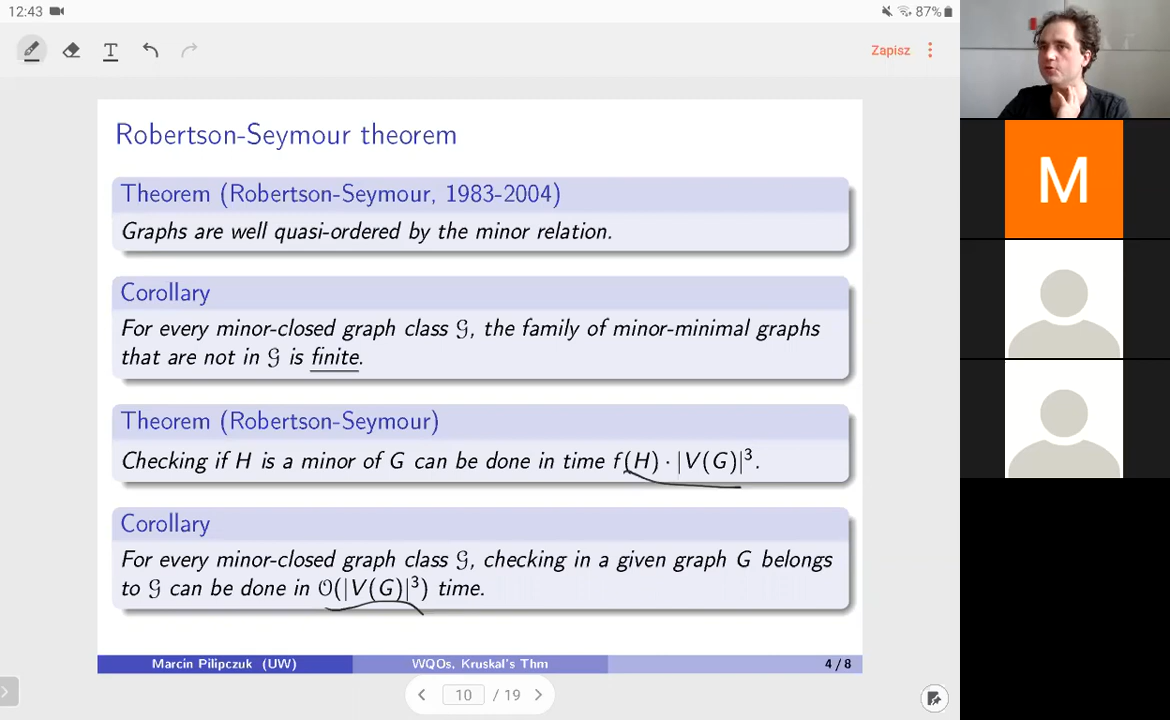 12:43
87%
T
Zapisz
Robertson-Seymour theorem
Theorem (Robertson-Seymour, 1983-2004)
Graphs are well quasi-ordered by the minor relation.
Corollary
For every minor-closed graph class 𝒢, the family of minor-minimal graphs
that are not in 𝒢 is finite.
Theorem (Robertson-Seymour)
Checking if H is a minor of G can be done in time f(H) · |V(G)|³.
Corollary
For every minor-closed graph class 𝒢, checking in a given graph G belongs
to 𝒢 can be done in 𝒪(|V(G)|³) time.
Marcin Pilipczuk (UW)
WQOs, Kruskal's Thm
4 / 8
10 / 19
M